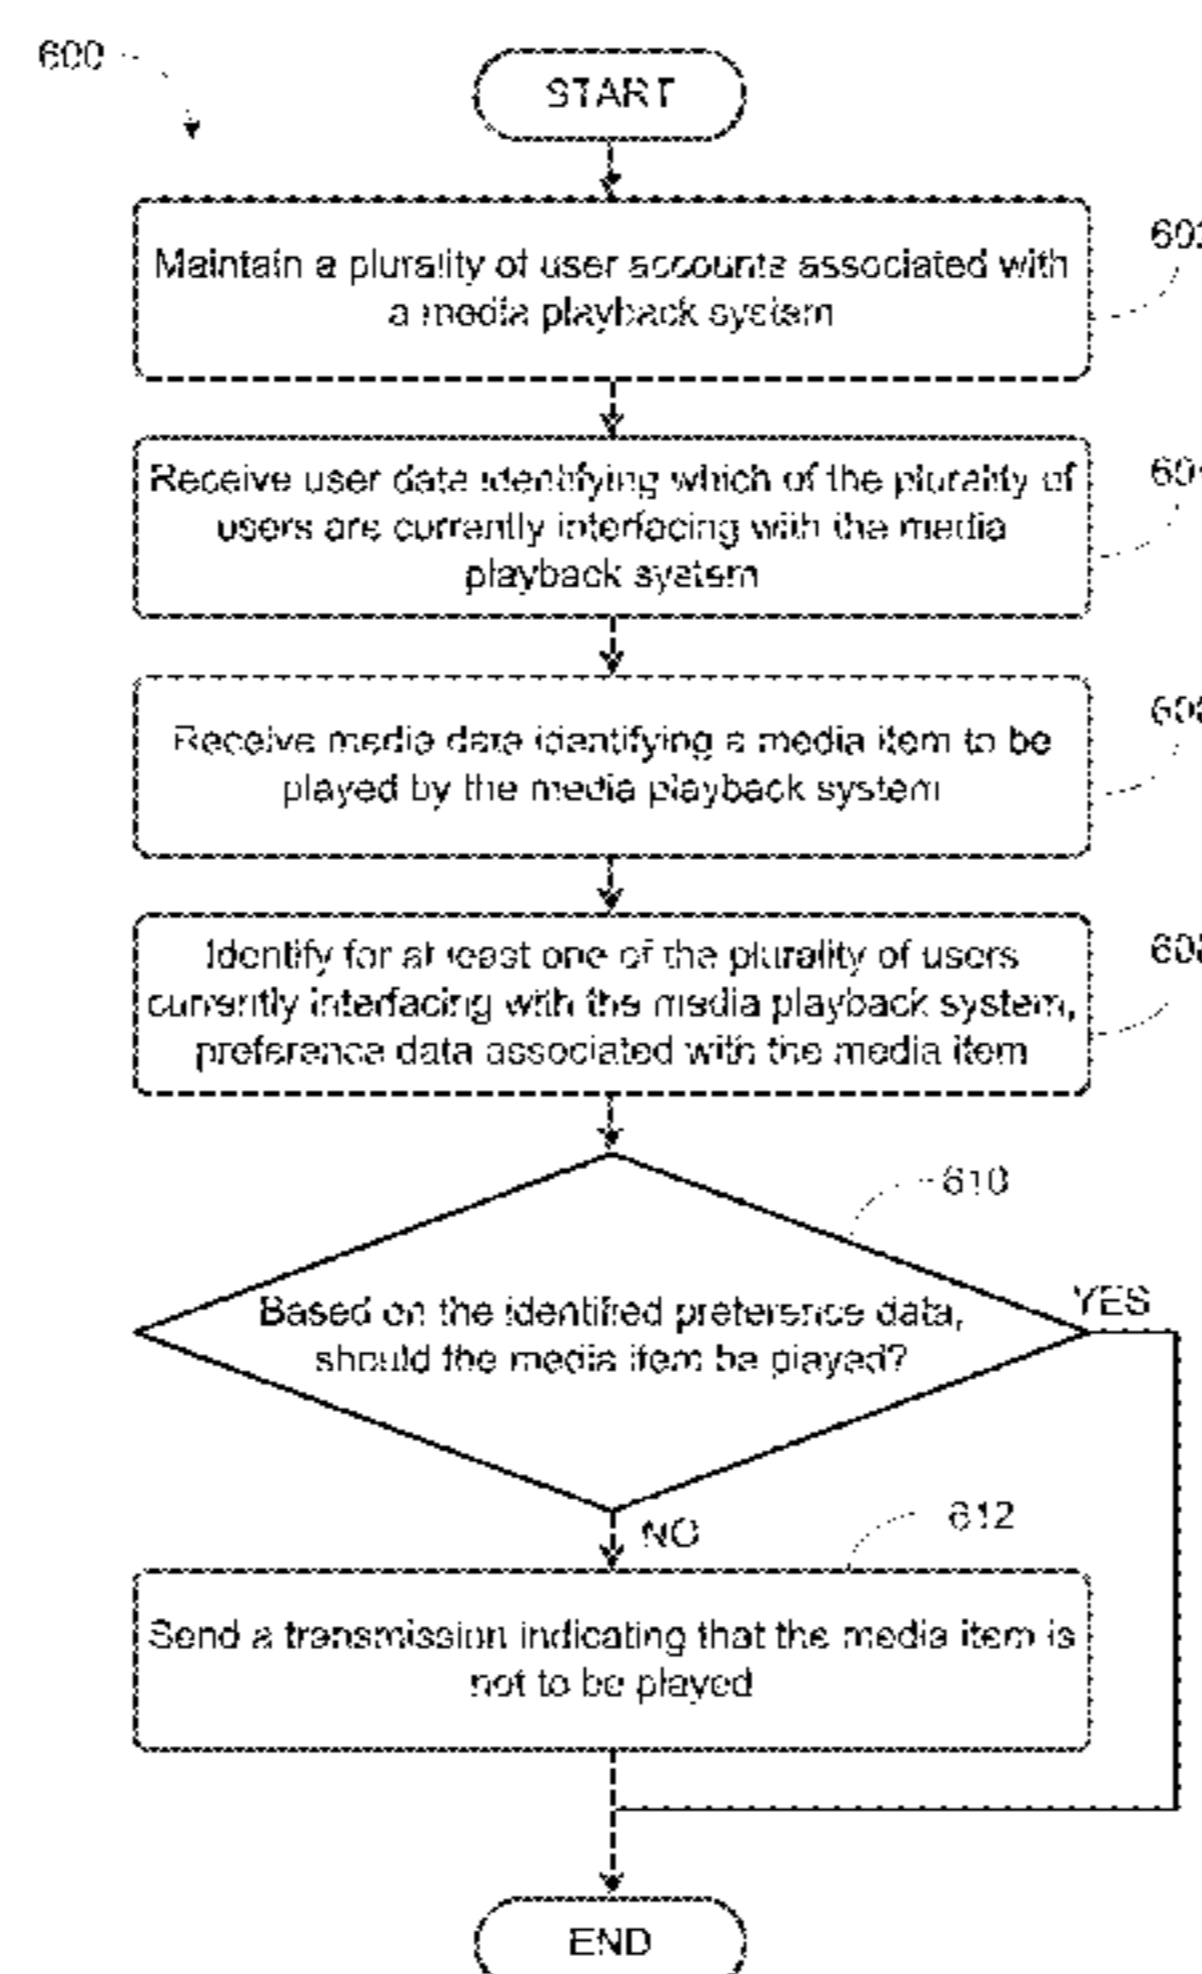 600
START
Maintain a plurality of user accounts associated with
a media playback system
Receive user data identifying which of the plurality of
users are currently interfacing with the media
playback system
Receive media data identifying a media item to be
played by the media playback system
Identify for at least one of the plurality of users
currently interfacing with the media playback system,
preference data associated with the media item
610
YES
Based on the identified preference data,
should the media item be played?
NO
612
Send a transmission indicating that the media item is
not to be played
END